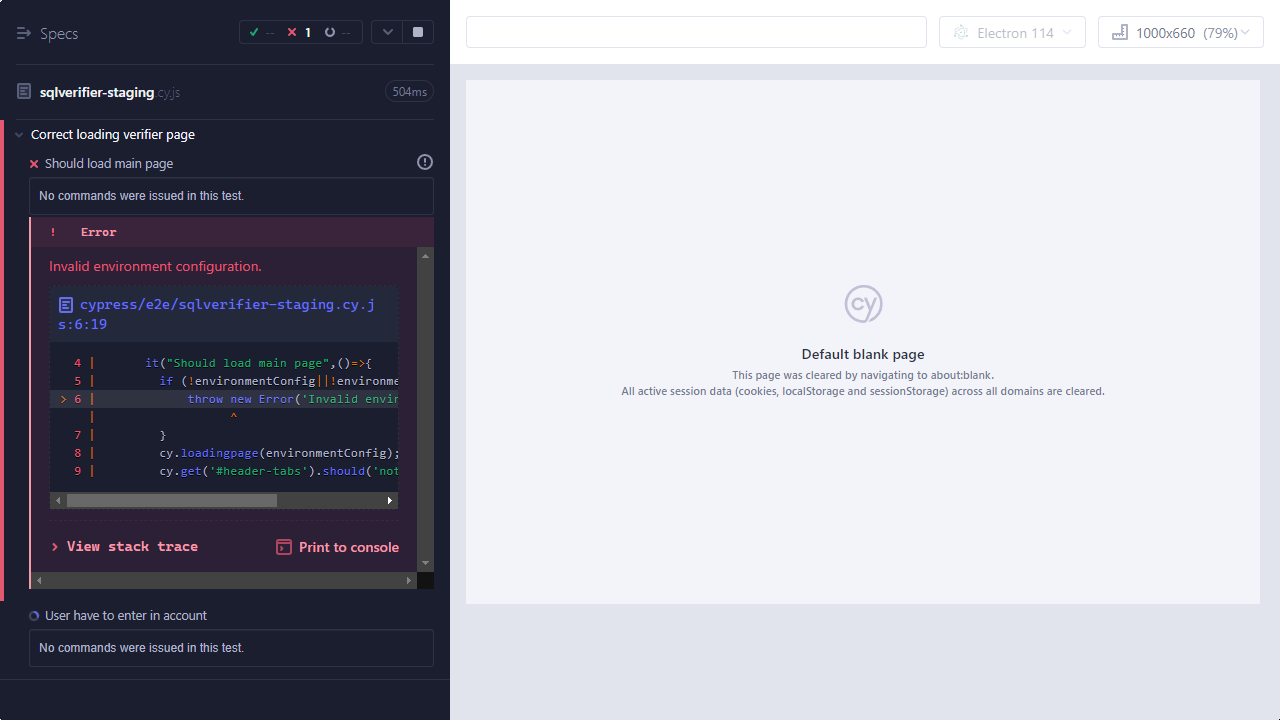 Specs
-- 1 --
sqlverifier-staging.cy.js
504ms
Correct loading verifier page
Should load main page
No commands were issued in this test.
! Error
Invalid environment configuration.
cypress/e2e/sqlverifier-staging.cy.j
s:6:19
4 | it("Should load main page",()=>{
5 | if (!environmentConfig||!environme
> 6 | throw new Error('Invalid envir
| ^
7 | }
8 | cy.loadingpage(environmentConfig);
9 | cy.get('#header-tabs').should('not
> View stack trace
Print to console
User have to enter in account
No commands were issued in this test.
Electron 114
1000x660 (79%)
cy
Default blank page
This page was cleared by navigating to about:blank.
All active session data (cookies, localStorage and sessionStorage) across all domains are cleared.